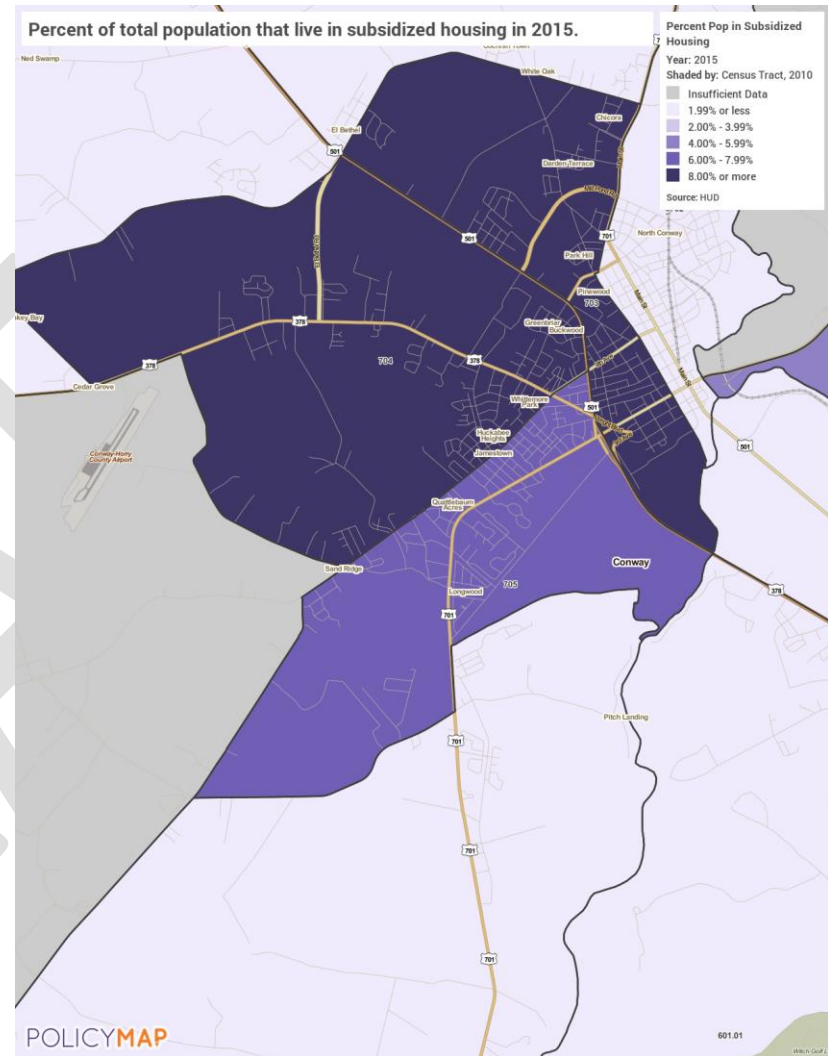 Percent of total population that live in subsidized housing in 2015.
Percent Pop in Subsidized
Housing
Year: 2015
Shaded by: Census Tract, 2010
Insufficient Data
1.99% or less
2.00% - 3.99%
4.00% - 5.99%
6.00% - 7.99%
8.00% or more
Source: HUD
Ned Swamp
White Oak
Chicora
El Bethel
501
Darden Terrace
501
701
North Conway
Park Hill
Pinewood
703
Main St
378
Greenbriar
Buckwood
704
378
Main St
378
Cedar Grove
Whittemore
Park
501
Huckabee
Heights
Jamestown
501
Conway-Horry
County Airport
Quattlebaum
Acres
Sand Ridge
Conway
Longwood
705
378
701
Pitch Landing
701
701
701
601.01
POLICYMAP